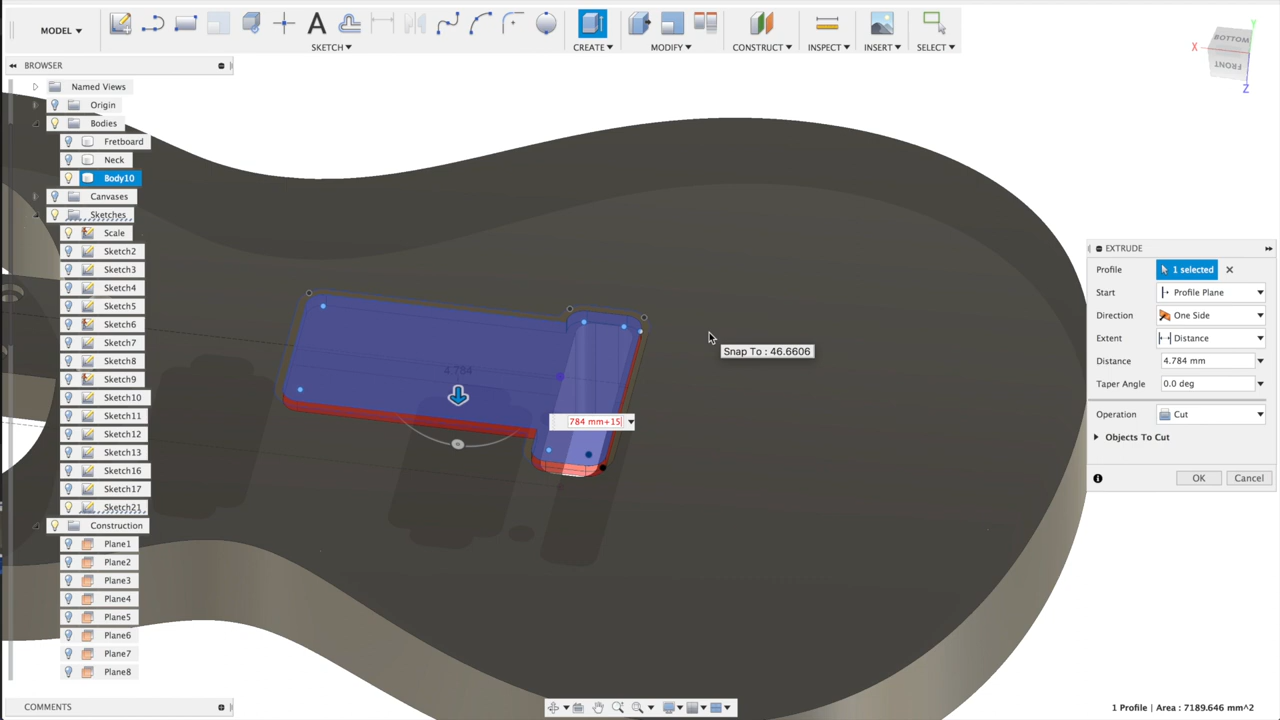 MODEL
SKETCH
CREATE
MODIFY
CONSTRUCT
INSPECT
INSERT
SELECT
BROWSER
Named Views
Origin
Bodies
Fretboard
Neck
Body10
Canvases
Sketches
Scale
Sketch2
Sketch3
Sketch4
Sketch5
Sketch6
Sketch7
Sketch8
Sketch9
Sketch10
Sketch11
Sketch12
Sketch13
Sketch16
Sketch17
Sketch21
Construction
Plane1
Plane2
Plane3
Plane4
Plane5
Plane6
Plane7
Plane8
COMMENTS
4.784
784 mm+15
Snap To : 46.6606
X
Y
BOTTOM
FRONT
Z
EXTRUDE
Profile 1 selected
Start Profile Plane
Direction One Side
Extent Distance
Distance 4.784 mm
Taper Angle 0.0 deg
Operation Cut
Objects To Cut
OK Cancel
1 Profile | Area : 7189.646 mm^2